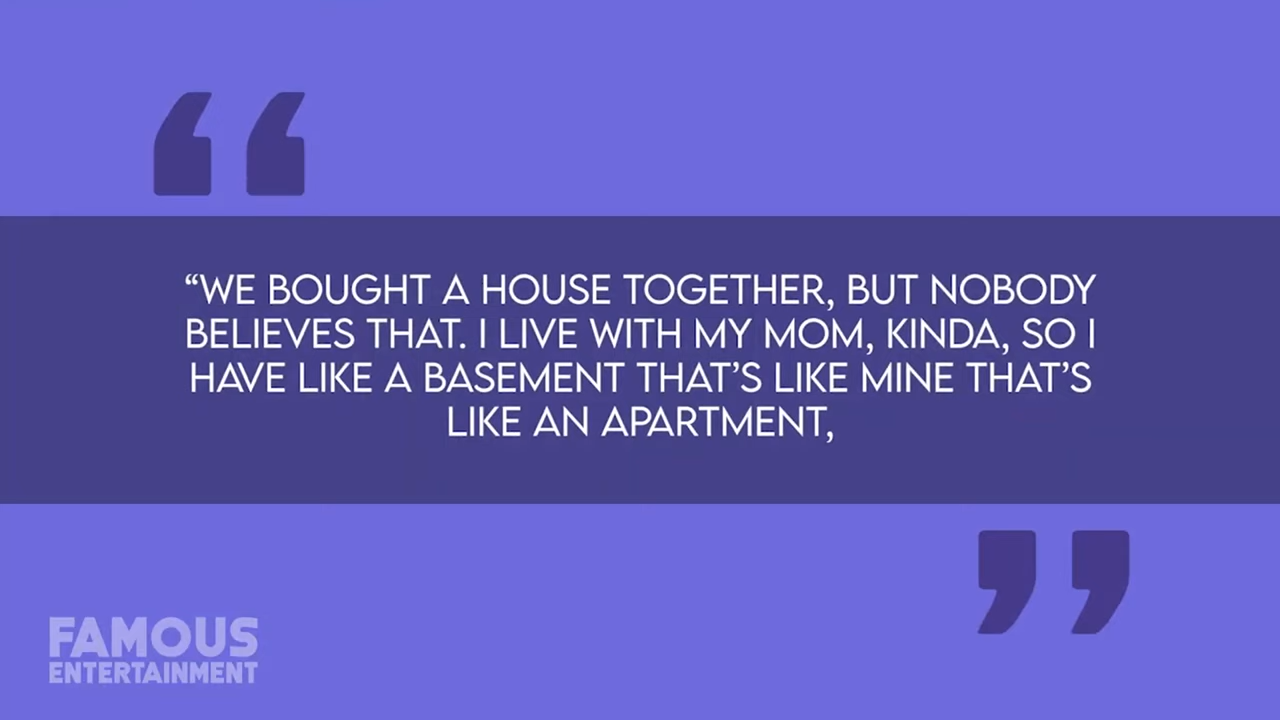 “WE BOUGHT A HOUSE TOGETHER, BUT NOBODY
BELIEVES THAT. I LIVE WITH MY MOM, KINDA, SO I
HAVE LIKE A BASEMENT THAT’S LIKE MINE THAT’S
LIKE AN APARTMENT,
FAMOUS
ENTERTAINMENT